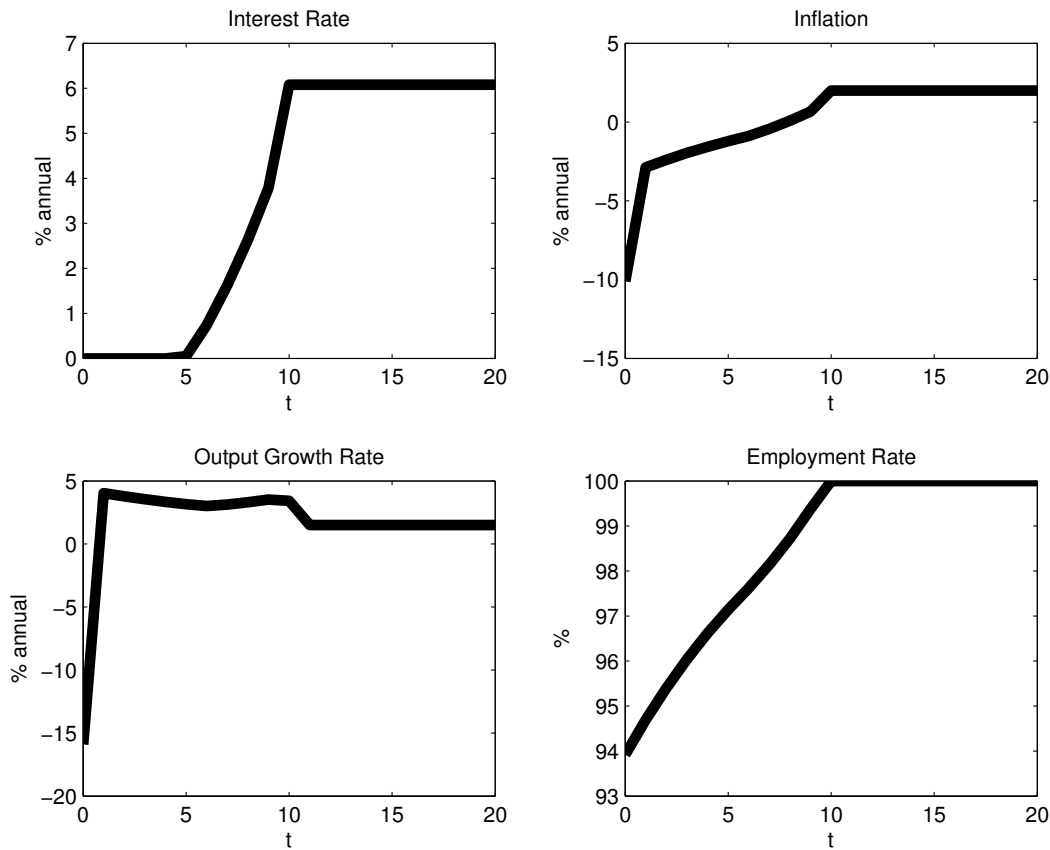 Interest Rate
7
6
5
4
3
2
1
0
% annual
0 5 10 15 20
t
Inflation
5
0
−5
−10
−15
% annual
0 5 10 15 20
t
Output Growth Rate
5
0
−5
−10
−15
−20
% annual
0 5 10 15 20
t
Employment Rate
100
99
98
97
96
95
94
93
%
0 5 10 15 20
t